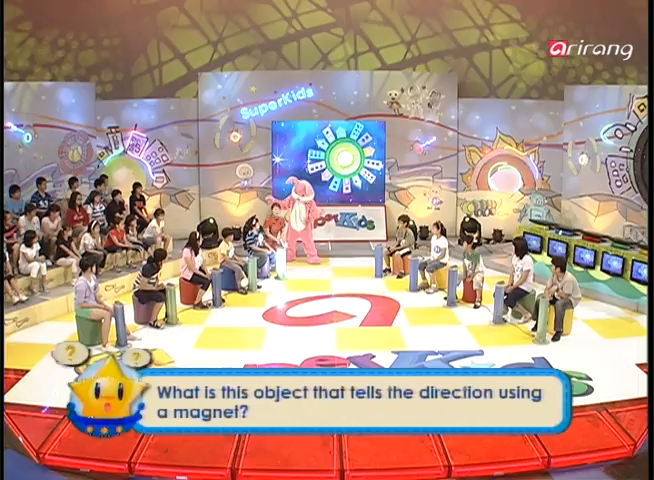 arirang
SuperKids
What is this object that tells the direction using
a magnet?
? ?